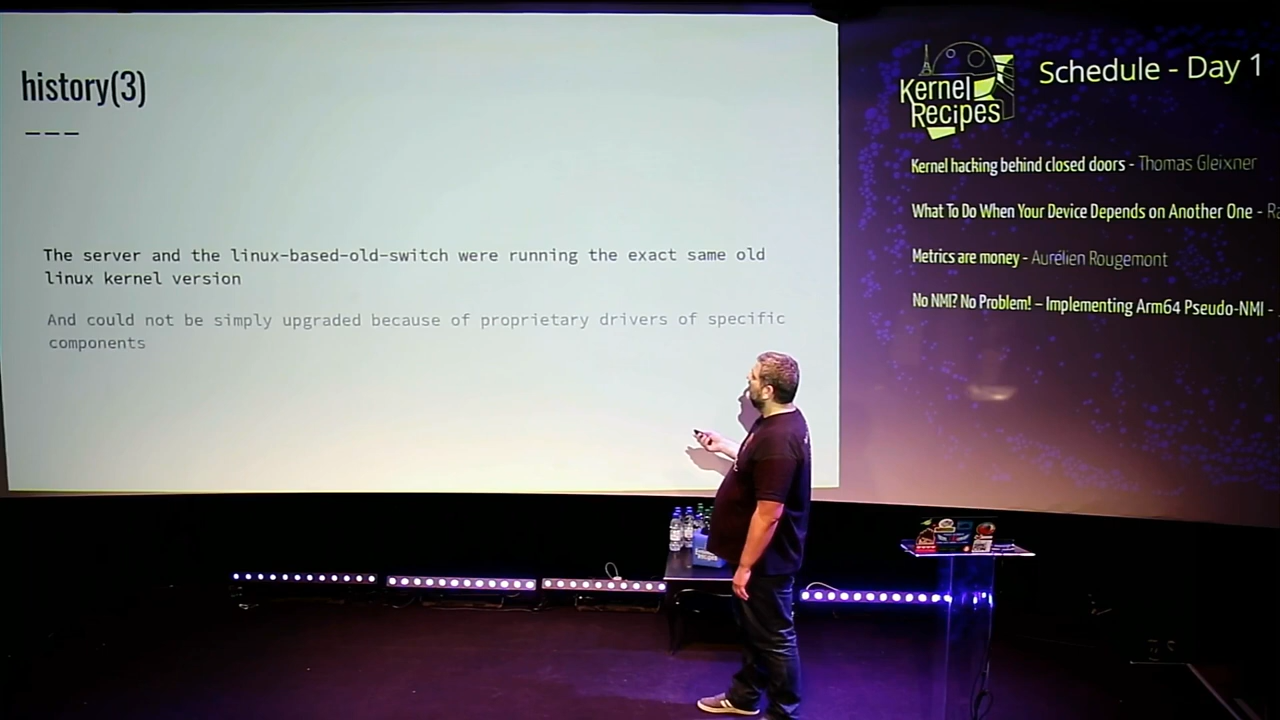 history(3)
The server and the linux-based-old-switch were running the exact same old
linux kernel version
And could not be simply upgraded because of proprietary drivers of specific
components
Kernel
Recipes
Schedule - Day 1
Kernel hacking behind closed doors - Thomas Gleixner
What To Do When Your Device Depends on Another One -
Metrics are money - Aurélien Rougemont
No NMI? No Problem! – Implementing Arm64 Pseudo-NMI -